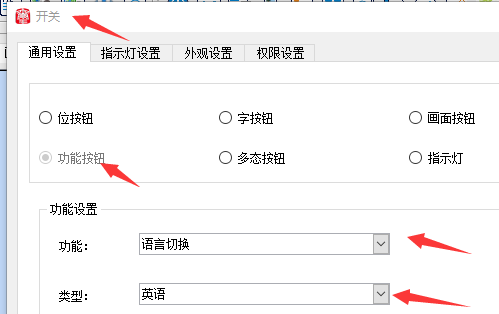 开关
通用设置 指示灯设置 外观设置 权限设置
位按钮 字按钮 画面按钮
功能按钮 多态按钮 指示灯
功能设置
功能： 语言切换
类型： 英语